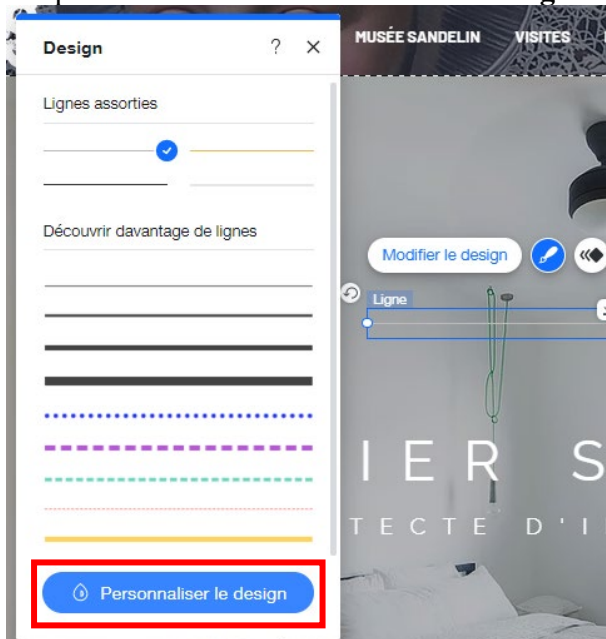 Design ?
MUSÉE SANDELIN VISITES
Lignes assorties
Découvrir davantage de lignes
Modifier le design
Ligne
IER S
TECTE D'I
Personnaliser le design